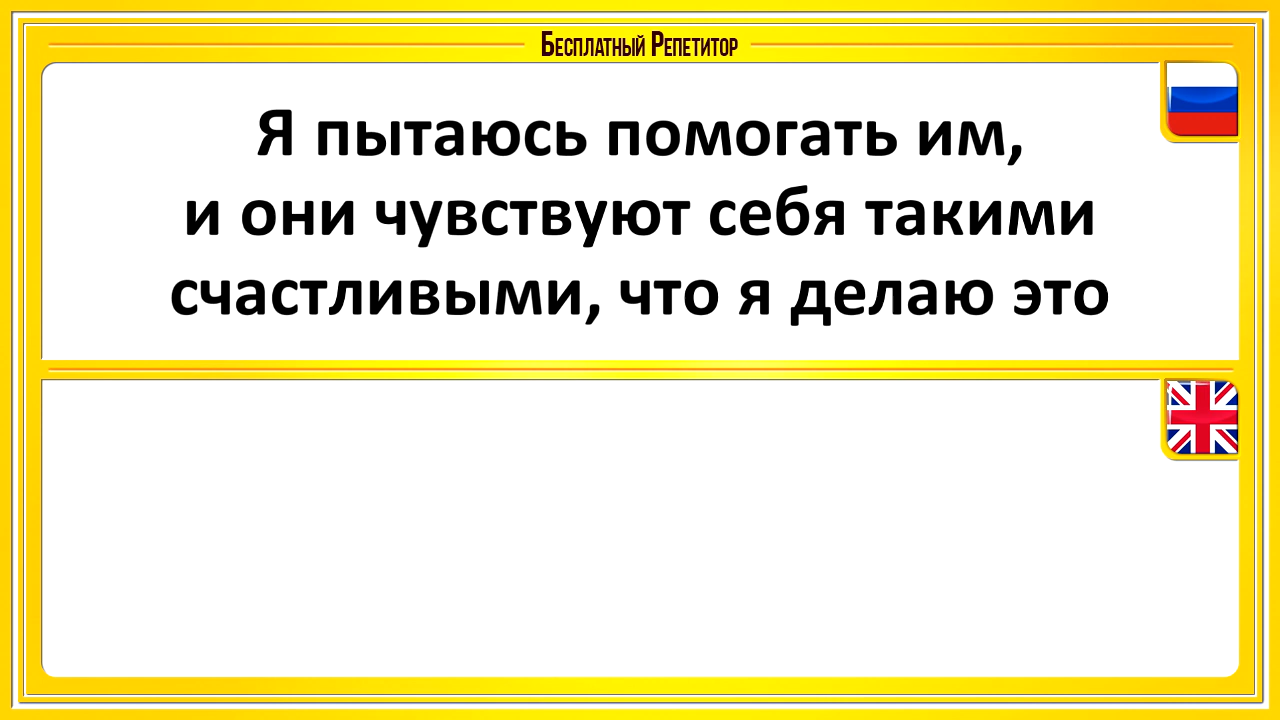 Бесплатный Репетитор
Я пытаюсь помогать им,
и они чувствуют себя такими
счастливыми, что я делаю это